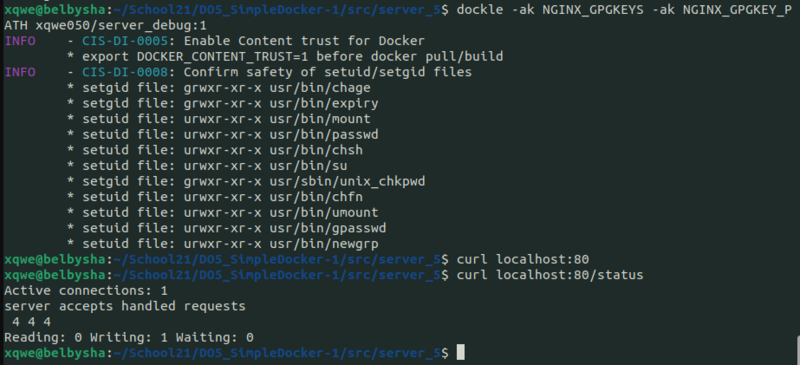 xqwe@belbysha:~/School21/DO5_SimpleDocker-1/src/server_5$ dockle -ak NGINX_GPGKEYS -ak NGINX_GPGKEY_P
ATH xqwe050/server_debug:1
INFO    - CIS-DI-0005: Enable Content trust for Docker
        * export DOCKER_CONTENT_TRUST=1 before docker pull/build
INFO    - CIS-DI-0008: Confirm safety of setuid/setgid files
        * setgid file: grwxr-xr-x usr/bin/chage
        * setgid file: grwxr-xr-x usr/bin/expiry
        * setuid file: urwxr-xr-x usr/bin/mount
        * setuid file: urwxr-xr-x usr/bin/passwd
        * setuid file: urwxr-xr-x usr/bin/chsh
        * setuid file: urwxr-xr-x usr/bin/su
        * setgid file: grwxr-xr-x usr/sbin/unix_chkpwd
        * setuid file: urwxr-xr-x usr/bin/chfn
        * setuid file: urwxr-xr-x usr/bin/umount
        * setuid file: urwxr-xr-x usr/bin/gpasswd
        * setuid file: urwxr-xr-x usr/bin/newgrp
xqwe@belbysha:~/School21/DO5_SimpleDocker-1/src/server_5$ curl localhost:80
xqwe@belbysha:~/School21/DO5_SimpleDocker-1/src/server_5$ curl localhost:80/status
Active connections: 1
server accepts handled requests
 4 4 4
Reading: 0 Writing: 1 Waiting: 0
xqwe@belbysha:~/School21/DO5_SimpleDocker-1/src/server_5$